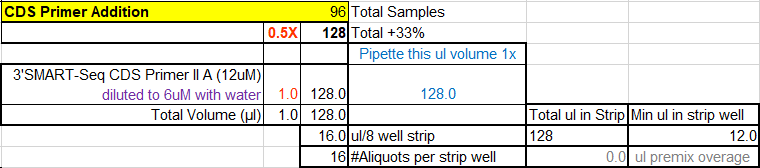 CDS Primer Addition 96 Total Samples
0.5X 128 Total +33%
Pipette this ul volume 1x
3'SMART-Seq CDS Primer II A (12uM)
diluted to 6uM with water 1.0 128.0 128.0
Total Volume (µl) 1.0 128.0 Total ul in Strip Min ul in strip well
16.0 ul/8 well strip 128 12.0
16 #Aliquots per strip well 0.0 ul premix overage